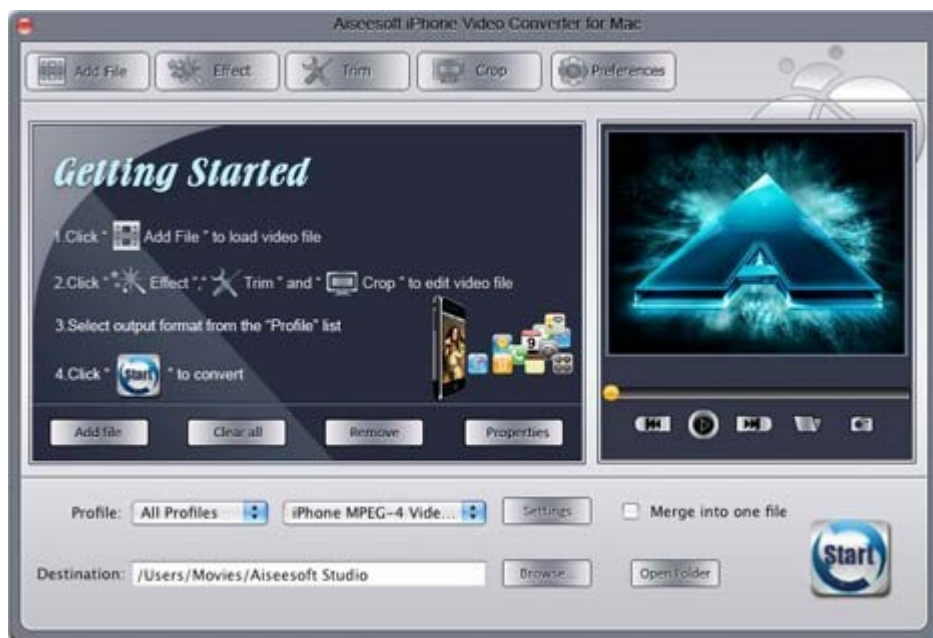 Aiseesoft iPhone Video Converter for Mac
Add File Effect Trim Crop Preferences
Getting Started
1.Click " Add File " to load video file
2.Click " Effect "," Trim " and " Crop " to edit video file
3.Select output format from the "Profile" list
4.Click " Start " to convert
9
Add file Clear all Remove Properties
Profile: All Profiles iPhone MPEG-4 Vide... Settings Merge into one file
Start
Destination: /Users/Movies/Aiseesoft Studio Browse... Open Folder